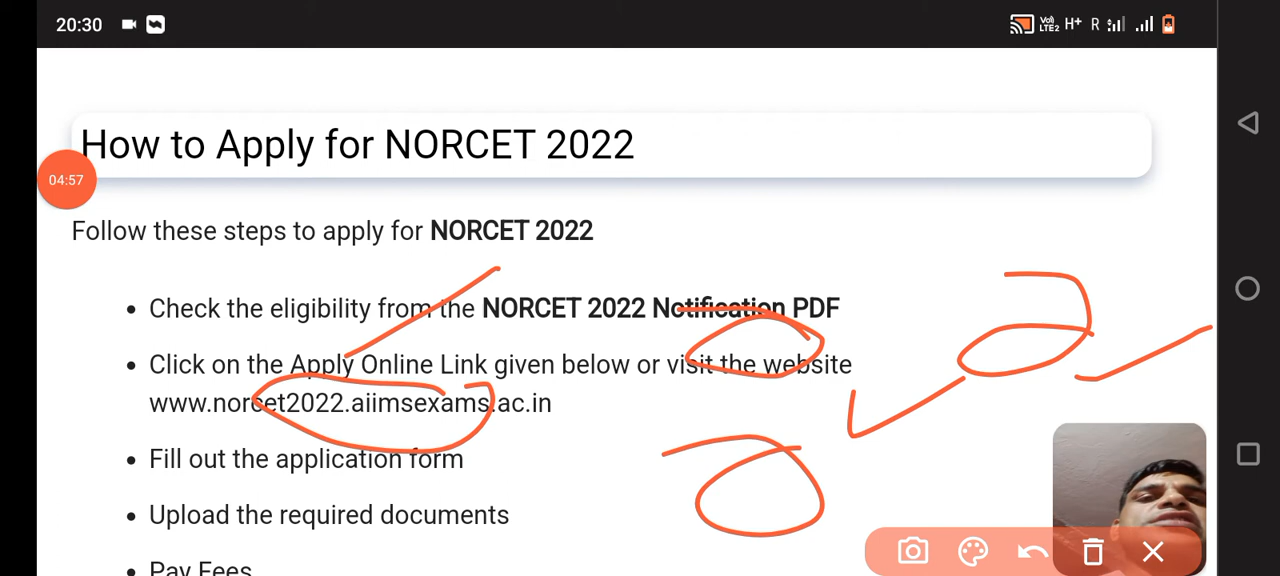 20:30
Vo) LTE2 H+ R
How to Apply for NORCET 2022
04:57
Follow these steps to apply for NORCET 2022
• Check the eligibility from the NORCET 2022 Notification PDF
• Click on the Apply Online Link given below or visit the website
www.norcet2022.aiimsexams.ac.in
• Fill out the application form
• Upload the required documents
• Pay Fees